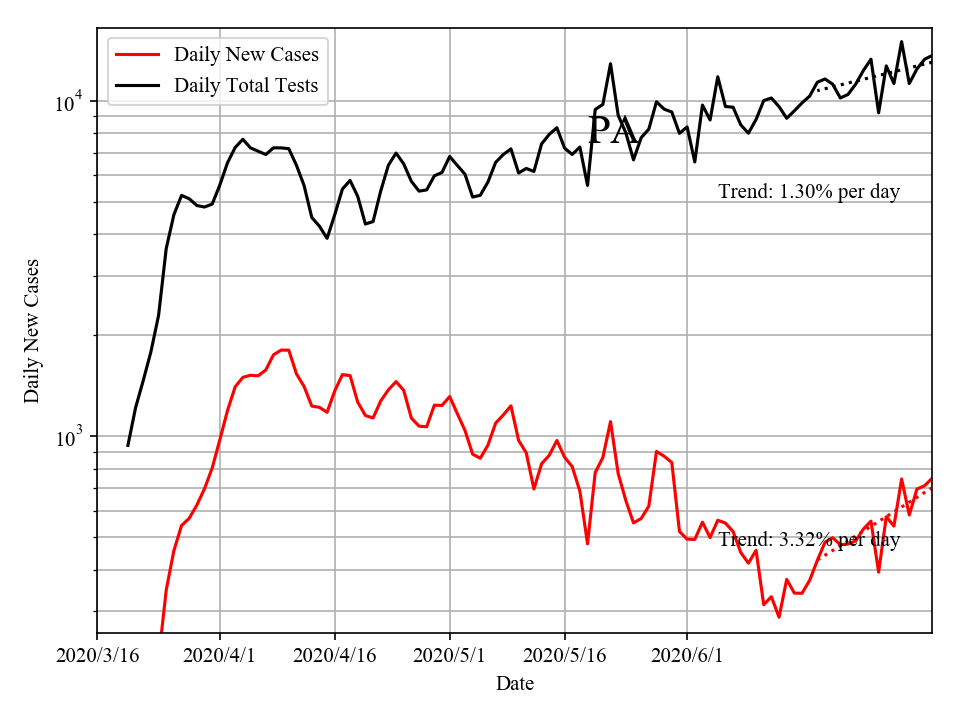 Daily New Cases
Daily Total Tests
10^4
PA
Trend: 1.30% per day
Daily New Cases
10^3
Trend: 3.32% per day
2020/3/16 2020/4/1 2020/4/16 2020/5/1 2020/5/16 2020/6/1
Date